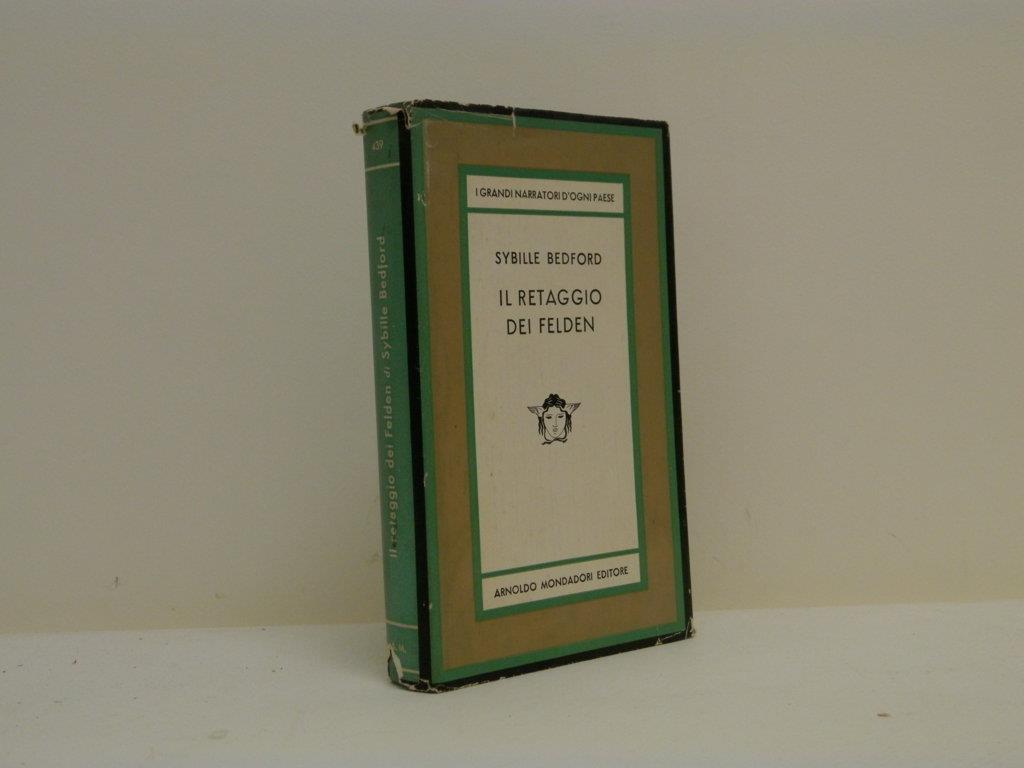 439
Il retaggio dei Felden di Sybille Bedford
I GRANDI NARRATORI D'OGNI PAESE
SYBILLE BEDFORD
IL RETAGGIO
DEI FELDEN
ARNOLDO MONDADORI EDITORE